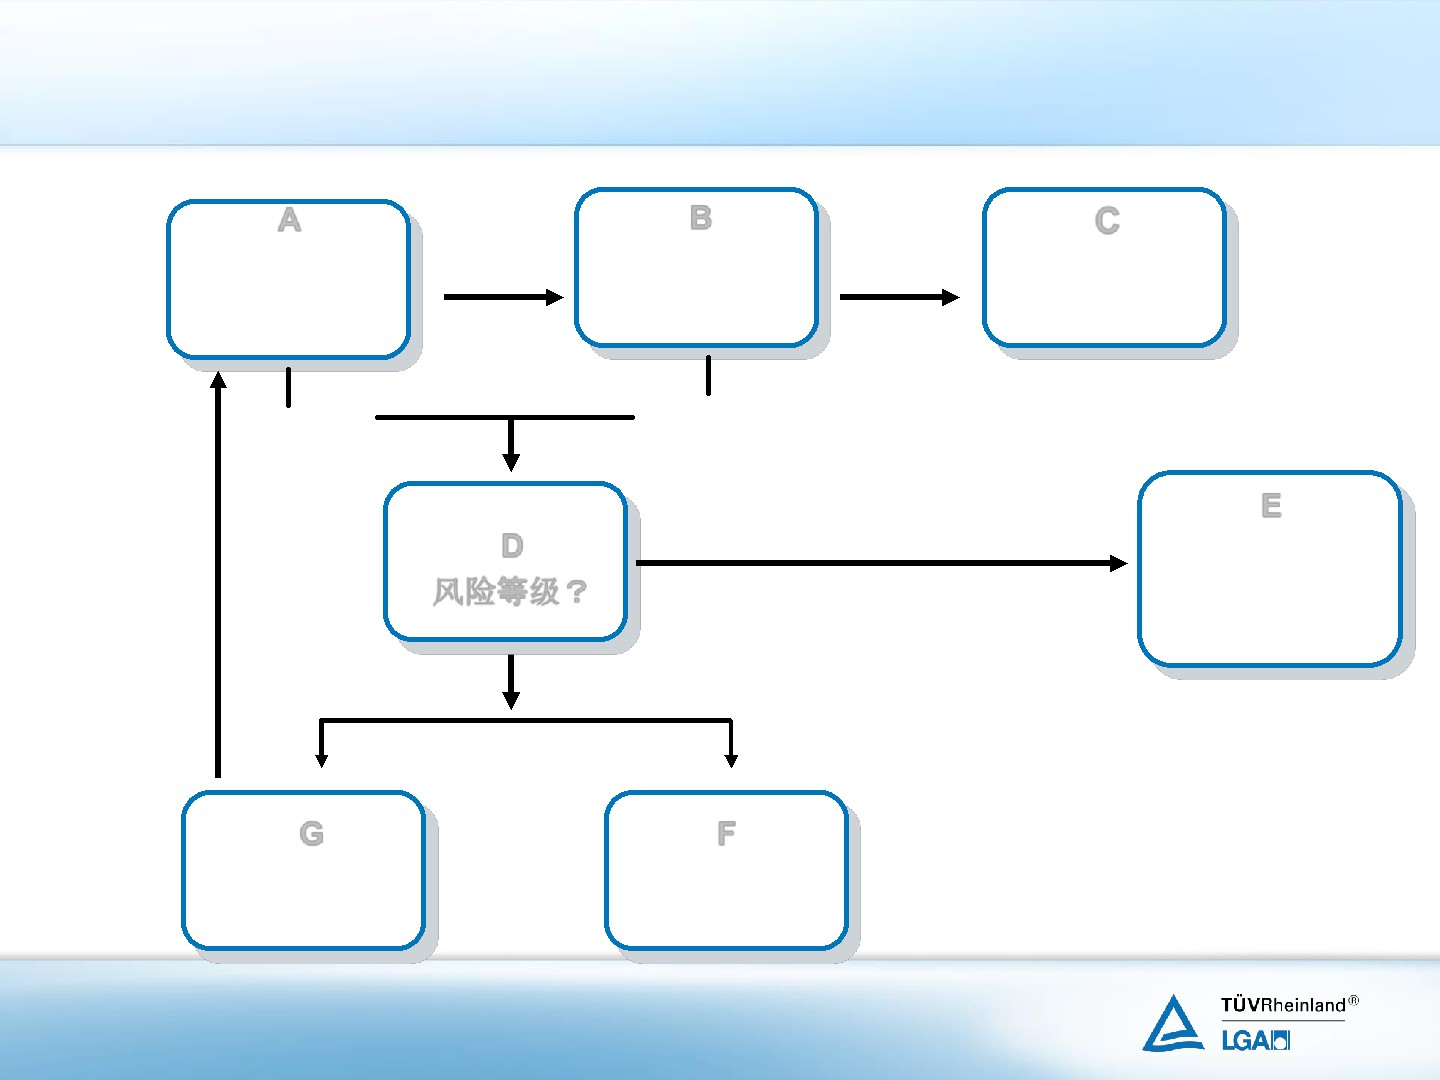 A
B
C
D
风险等级？
E
G
F
TÜVRheinland®
LGA